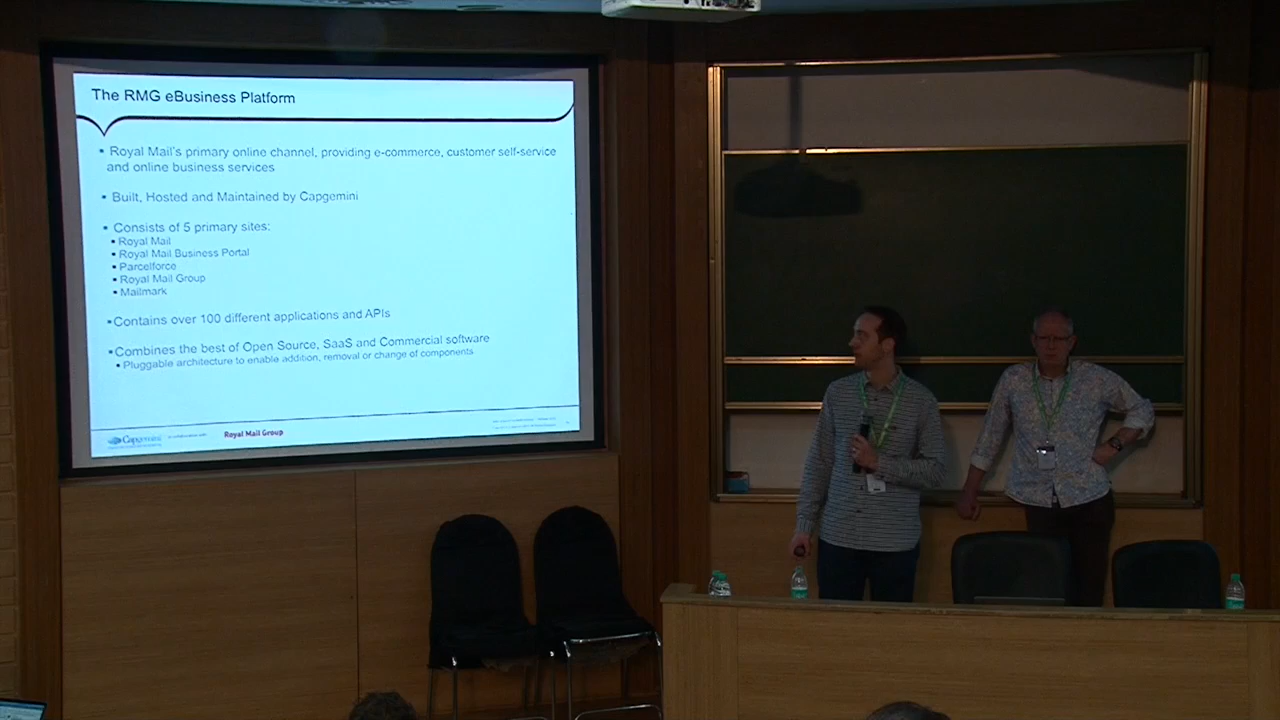 The RMG eBusiness Platform
• Royal Mail's primary online channel, providing e-commerce, customer self-service
and online business services
• Built, Hosted and Maintained by Capgemini
• Consists of 5 primary sites:
• Royal Mail
• Royal Mail Business Portal
• Parcelforce
• Royal Mail Group
• Mailmark
• Contains over 100 different applications and APIs
• Combines the best of Open Source, SaaS and Commercial software
• Pluggable architecture to enable addition, removal or change of components
Capgemini
Royal Mail Group